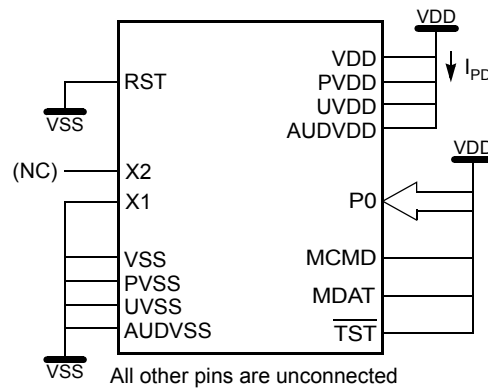 VDD
VDD
I_PD
PVDD
RST
UVDD
AUDVDD
VSS
VDD
(NC)
X2
X1
P0
VSS
MCMD
PVSS
UVSS
MDAT
AUDVSS
TST
VSS
All other pins are unconnected